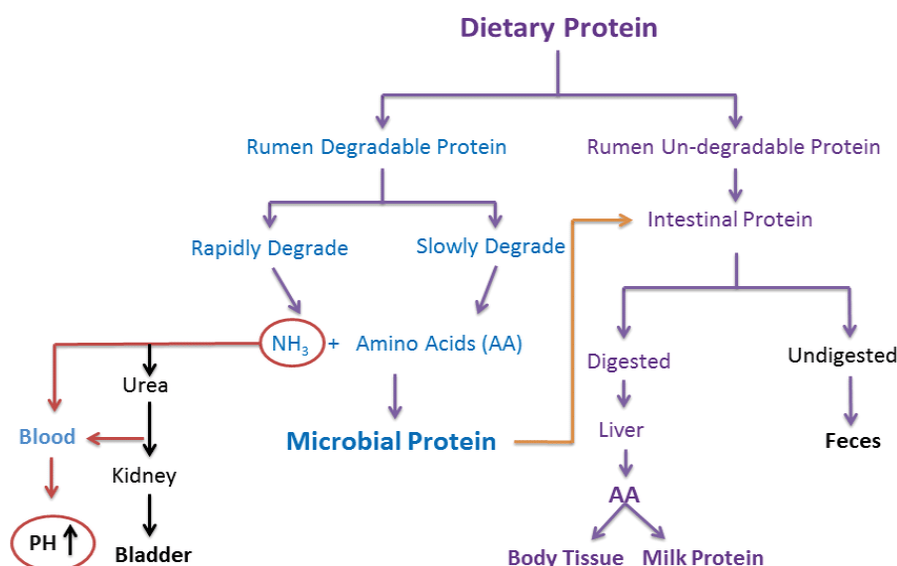 Dietary Protein
Rumen Degradable Protein
Rumen Un-degradable Protein
Intestinal Protein
Rapidly Degrade
Slowly Degrade
NH₃ + Amino Acids (AA)
Digested
Undigested
Urea
Blood
Microbial Protein
Liver
Feces
Kidney
AA
PH
Bladder
Body Tissue
Milk Protein